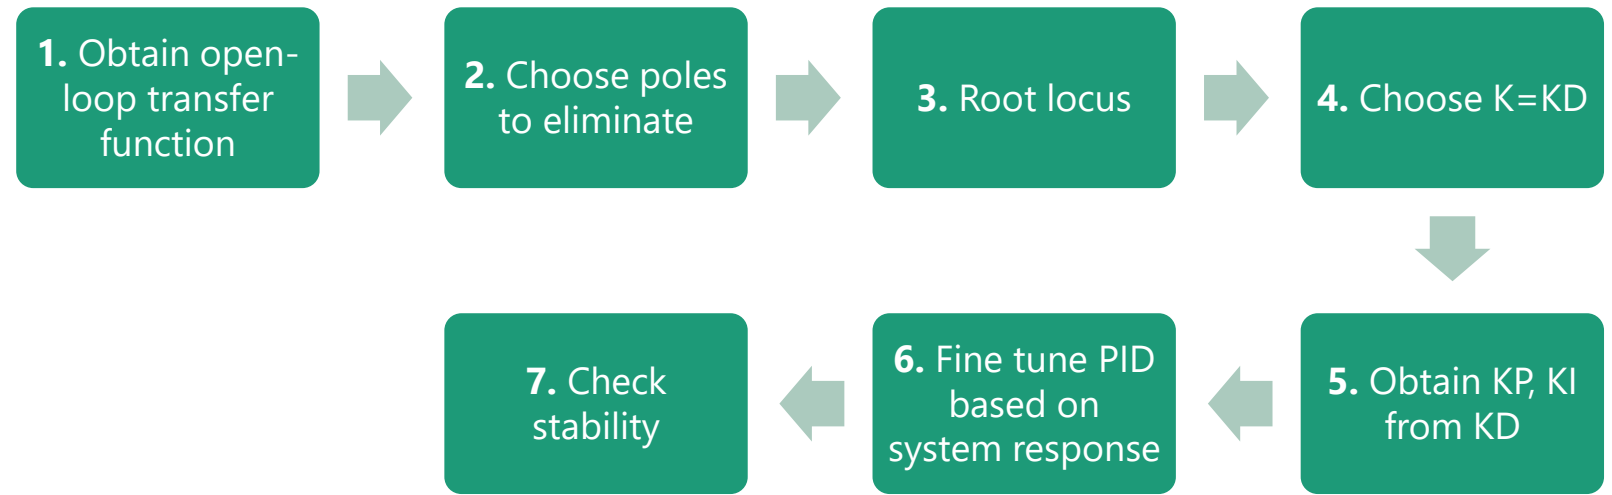 1. Obtain open-
loop transfer
function
2. Choose poles
to eliminate
3. Root locus
4. Choose K=KD
5. Obtain KP, KI
from KD
6. Fine tune PID
based on
system response
7. Check
stability